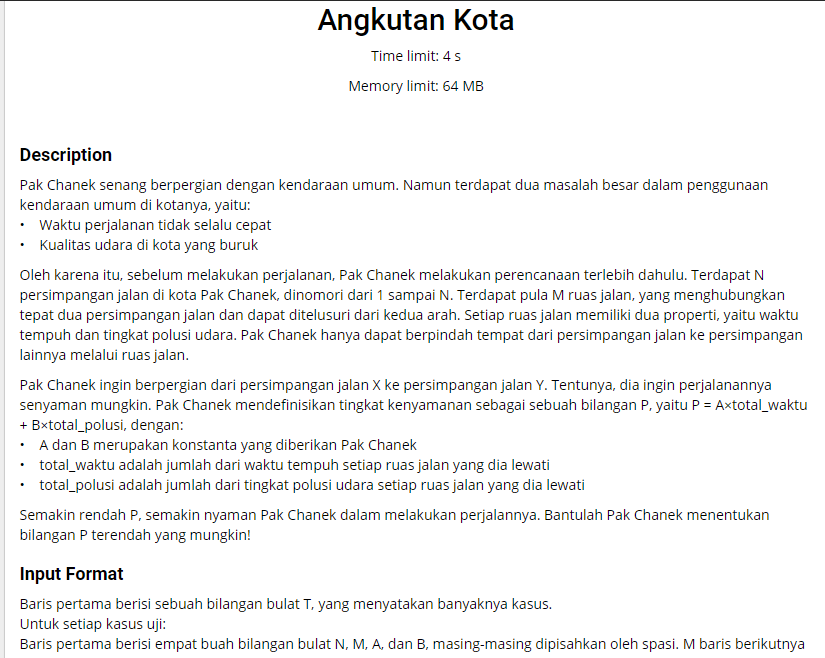 Angkutan Kota
Time limit: 4 s
Memory limit: 64 MB
Description
Pak Chanek senang berpergian dengan kendaraan umum. Namun terdapat dua masalah besar dalam penggunaan
kendaraan umum di kotanya, yaitu:
• Waktu perjalanan tidak selalu cepat
• Kualitas udara di kota yang buruk
Oleh karena itu, sebelum melakukan perjalanan, Pak Chanek melakukan perencanaan terlebih dahulu. Terdapat N
persimpangan jalan di kota Pak Chanek, dinomori dari 1 sampai N. Terdapat pula M ruas jalan, yang menghubungkan
tepat dua persimpangan jalan dan dapat ditelusuri dari kedua arah. Setiap ruas jalan memiliki dua properti, yaitu waktu
tempuh dan tingkat polusi udara. Pak Chanek hanya dapat berpindah tempat dari persimpangan jalan ke persimpangan
lainnya melalui ruas jalan.
Pak Chanek ingin berpergian dari persimpangan jalan X ke persimpangan jalan Y. Tentunya, dia ingin perjalanannya
senyaman mungkin. Pak Chanek mendefinisikan tingkat kenyamanan sebagai sebuah bilangan P, yaitu P = A×total_waktu
+ B×total_polusi, dengan:
• A dan B merupakan konstanta yang diberikan Pak Chanek
• total_waktu adalah jumlah dari waktu tempuh setiap ruas jalan yang dia lewati
• total_polusi adalah jumlah dari tingkat polusi udara setiap ruas jalan yang dia lewati
Semakin rendah P, semakin nyaman Pak Chanek dalam melakukan perjalannya. Bantulah Pak Chanek menentukan
bilangan P terendah yang mungkin!
Input Format
Baris pertama berisi sebuah bilangan bulat T, yang menyatakan banyaknya kasus.
Untuk setiap kasus uji:
Baris pertama berisi empat buah bilangan bulat N, M, A, dan B, masing-masing dipisahkan oleh spasi. M baris berikutnya